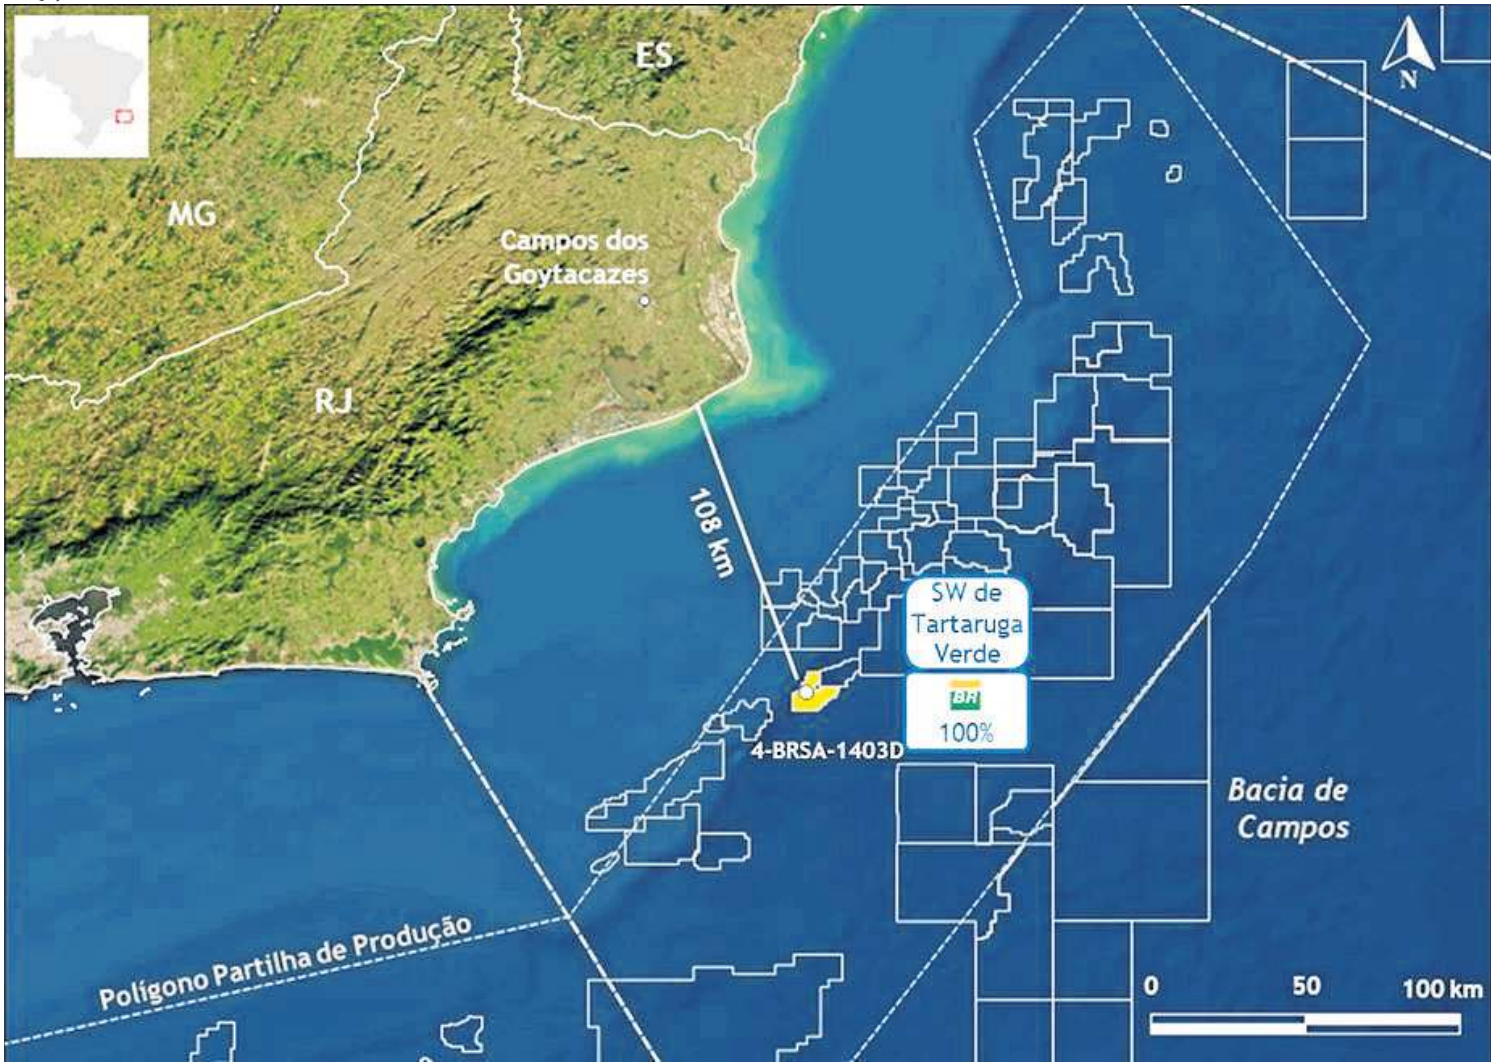 ES
N
MG
Campos dos
Goytacazes
RJ
108 km
SW de
Tartaruga
Verde
BR
100%
4-BRSA-1403D
Bacia de
Campos
Polígono Partilha de Produção
0 50 100 km